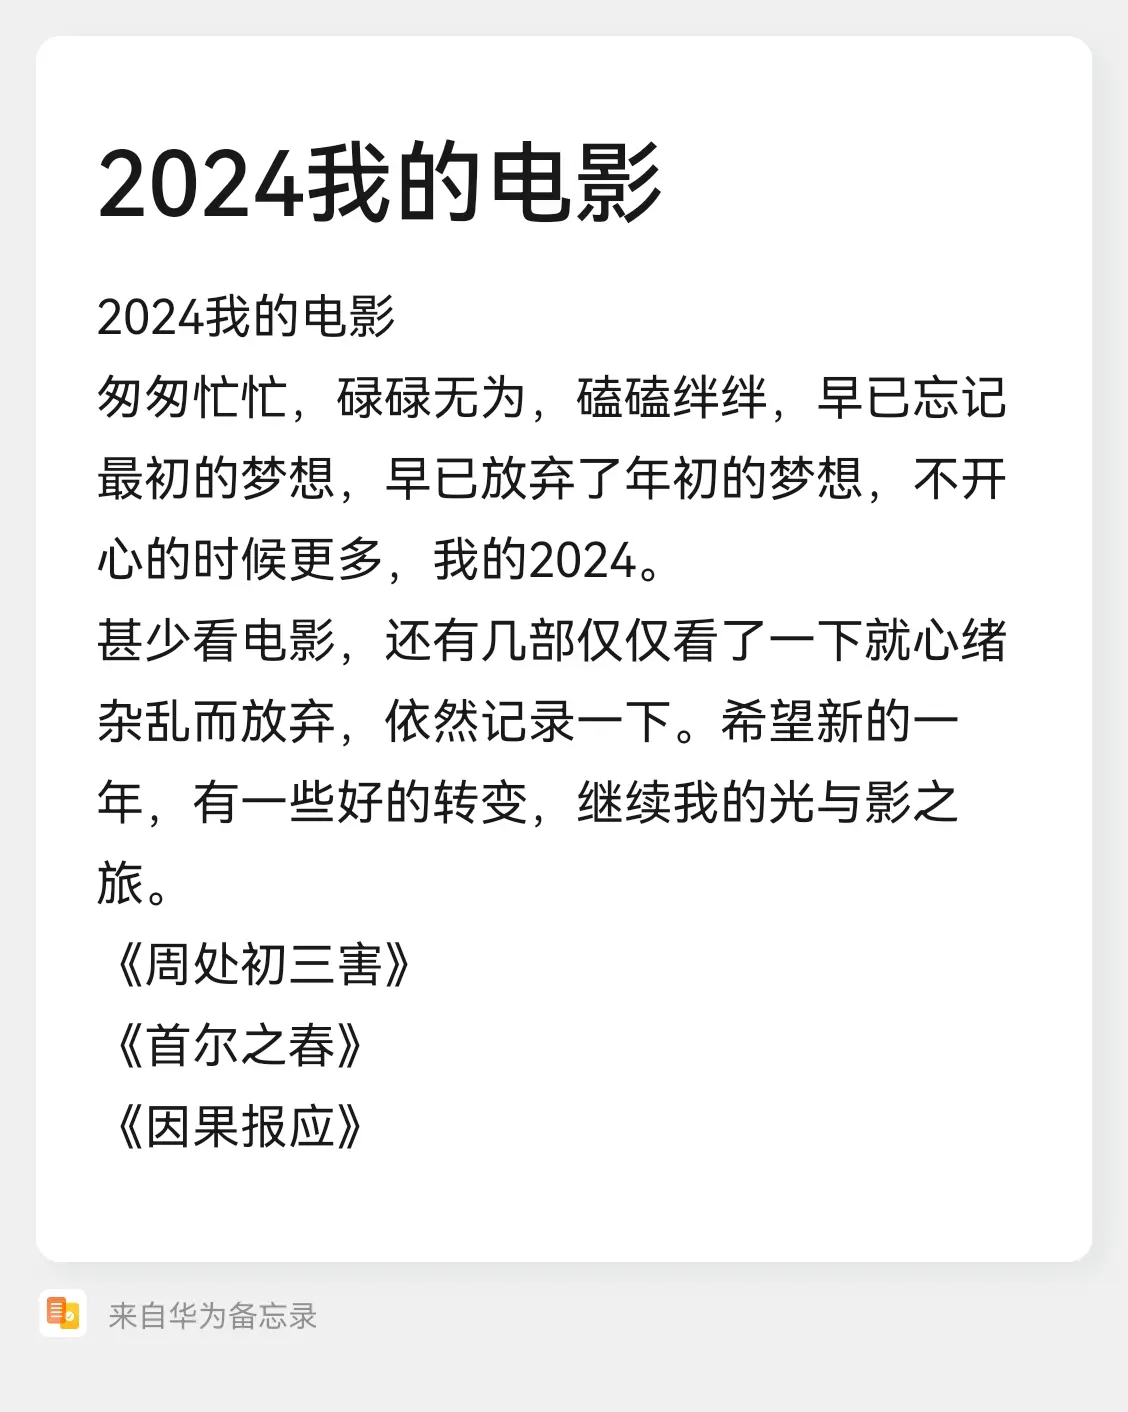 2024我的电影
2024我的电影
匆匆忙忙，碌碌无为，磕磕绊绊，早已忘记
最初的梦想，早已放弃了年初的梦想，不开
心的时候更多，我的2024。
甚少看电影，还有几部仅仅看了一下就心绪
杂乱而放弃，依然记录一下。希望新的一
年，有一些好的转变，继续我的光与影之
旅。
《周处初三害》
《首尔之春》
《因果报应》
来自华为备忘录